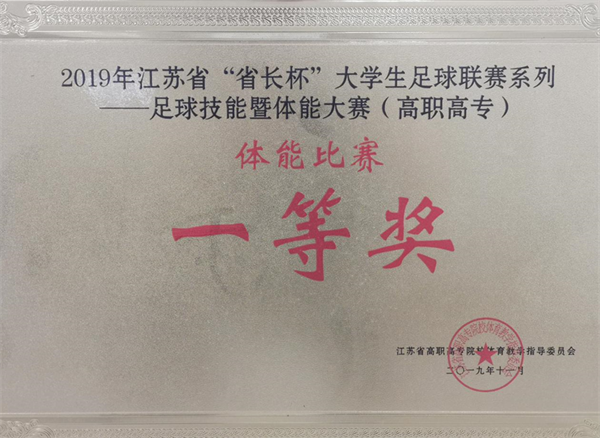 2019年江苏省“省长杯”大学生足球联赛系列
——足球技能暨体能大赛（高职高专）
体能比赛
一等奖
江苏省高职高专院校体育教学指导委员会
二〇一九年十一月